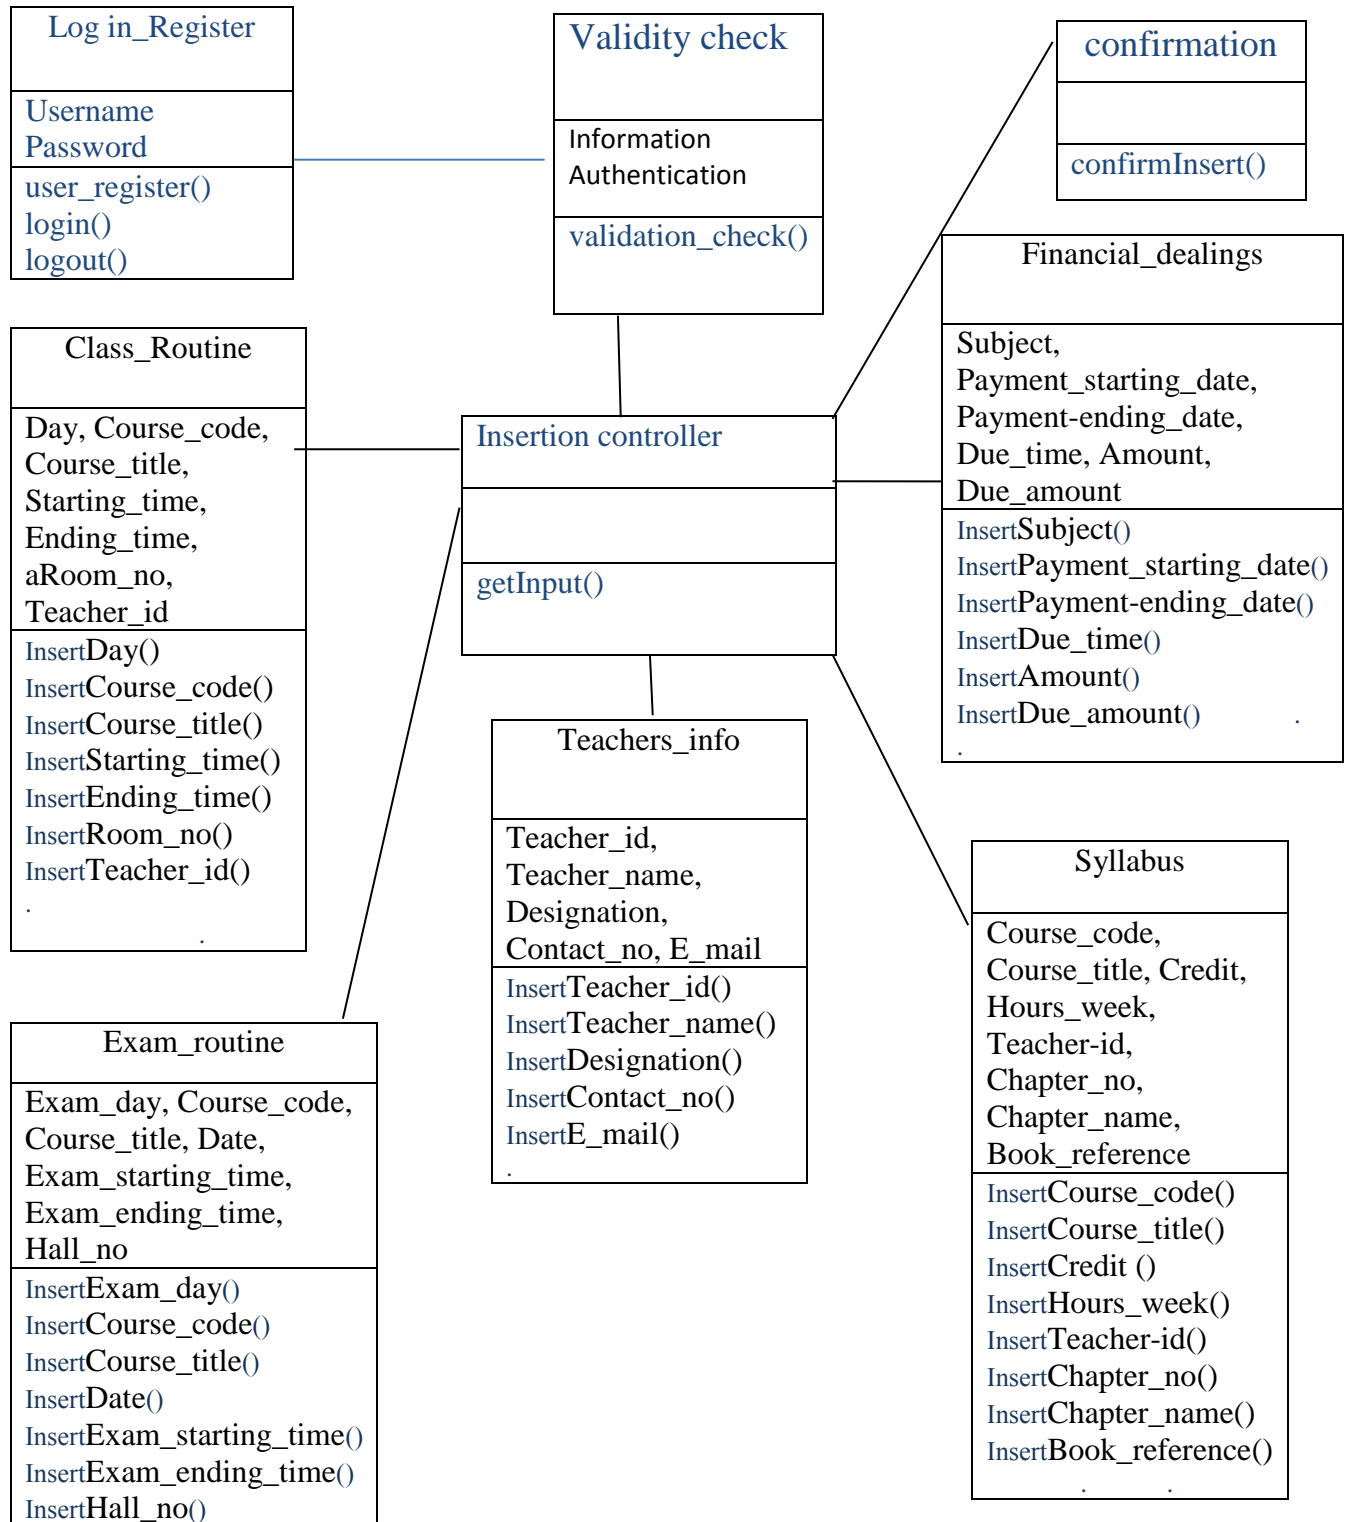 Log in_Register
Username
Password
user_register()
login()
logout()
Validity check
Information
Authentication
validation_check()
confirmation
confirmInsert()
Financial_dealings
Subject,
Payment_starting_date,
Payment-ending_date,
Due_time, Amount,
Due_amount
InsertSubject()
InsertPayment_starting_date()
InsertPayment-ending_date()
InsertDue_time()
InsertAmount()
InsertDue_amount() .
.
Class_Routine
Day, Course_code,
Course_title,
Starting_time,
Ending_time,
aRoom_no,
Teacher_id
InsertDay()
InsertCourse_code()
InsertCourse_title()
InsertStarting_time()
InsertEnding_time()
InsertRoom_no()
InsertTeacher_id()
.
.
Insertion controller
getInput()
Teachers_info
Teacher_id,
Teacher_name,
Designation,
Contact_no, E_mail
InsertTeacher_id()
InsertTeacher_name()
InsertDesignation()
InsertContact_no()
InsertE_mail()
.
Syllabus
Course_code,
Course_title, Credit,
Hours_week,
Teacher-id,
Chapter_no,
Chapter_name,
Book_reference
InsertCourse_code()
InsertCourse_title()
InsertCredit ()
InsertHours_week()
InsertTeacher-id()
InsertChapter_no()
InsertChapter_name()
InsertBook_reference()
. .
Exam_routine
Exam_day, Course_code,
Course_title, Date,
Exam_starting_time,
Exam_ending_time,
Hall_no
InsertExam_day()
InsertCourse_code()
InsertCourse_title()
InsertDate()
InsertExam_starting_time()
InsertExam_ending_time()
InsertHall_no()